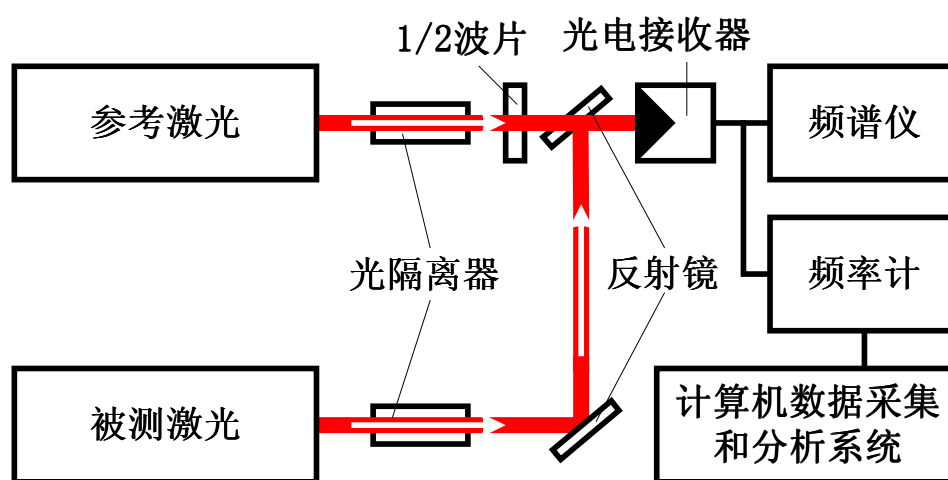 1/2波片
光电接收器
参考激光
频谱仪
光隔离器
反射镜
频率计
被测激光
计算机数据采集
和分析系统